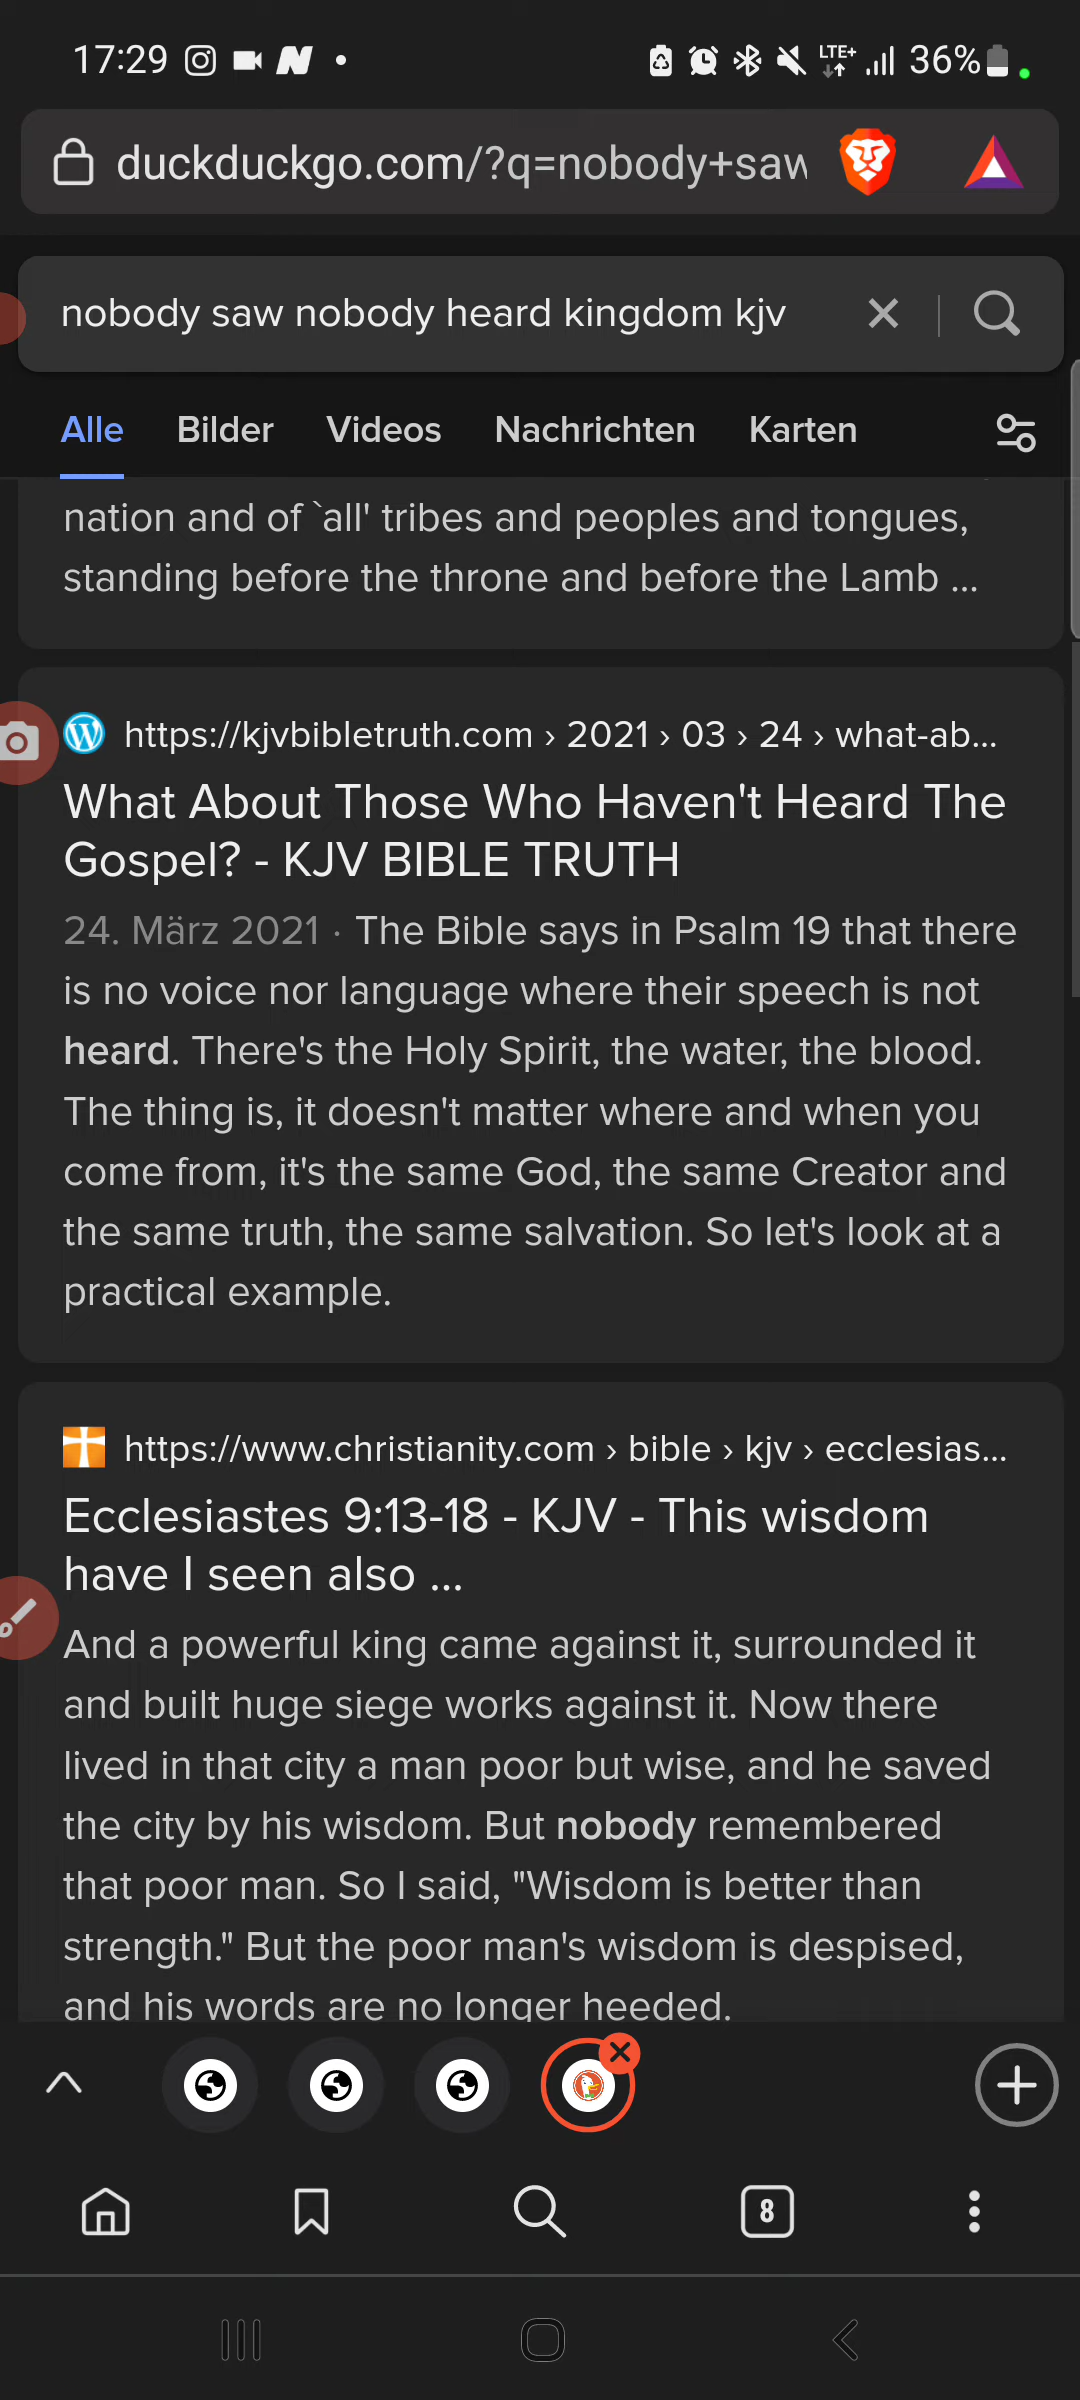 17:29
LTE+
36%
duckduckgo.com/?q=nobody+saw
nobody saw nobody heard kingdom kjv
Alle Bilder Videos Nachrichten Karten
nation and of `all' tribes and peoples and tongues,
standing before the throne and before the Lamb ...
https://kjvbibletruth.com › 2021 › 03 › 24 › what-ab...
What About Those Who Haven't Heard The
Gospel? - KJV BIBLE TRUTH
24. März 2021 · The Bible says in Psalm 19 that there
is no voice nor language where their speech is not
heard. There's the Holy Spirit, the water, the blood.
The thing is, it doesn't matter where and when you
come from, it's the same God, the same Creator and
the same truth, the same salvation. So let's look at a
practical example.
https://www.christianity.com › bible › kjv › ecclesias...
Ecclesiastes 9:13-18 - KJV - This wisdom
have I seen also ...
And a powerful king came against it, surrounded it
and built huge siege works against it. Now there
lived in that city a man poor but wise, and he saved
the city by his wisdom. But nobody remembered
that poor man. So I said, "Wisdom is better than
strength." But the poor man's wisdom is despised,
and his words are no longer heeded.
8